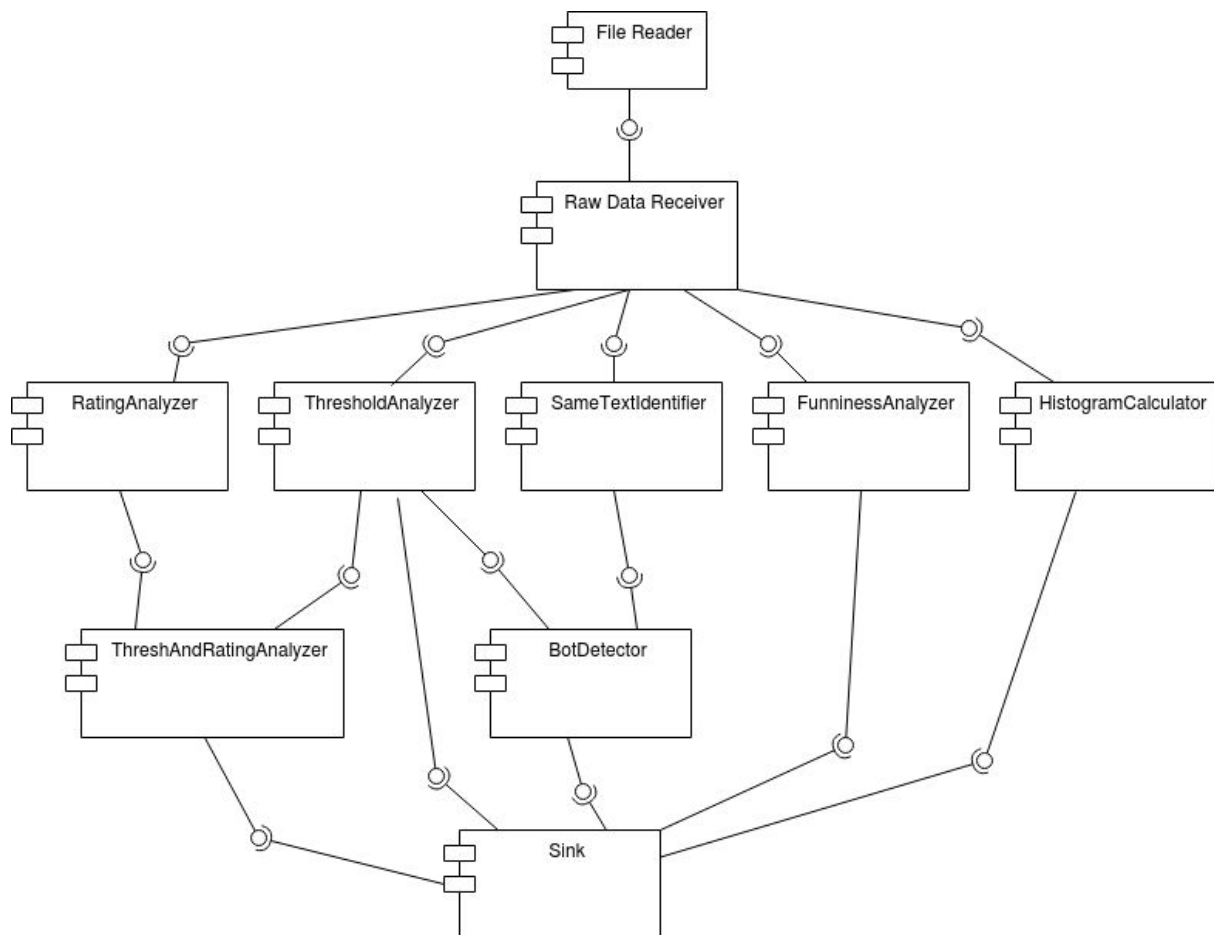 File Reader
Raw Data Receiver
RatingAnalyzer
ThresholdAnalyzer
SameTextIdentifier
FunninessAnalyzer
HistogramCalculator
ThreshAndRatingAnalyzer
BotDetector
Sink